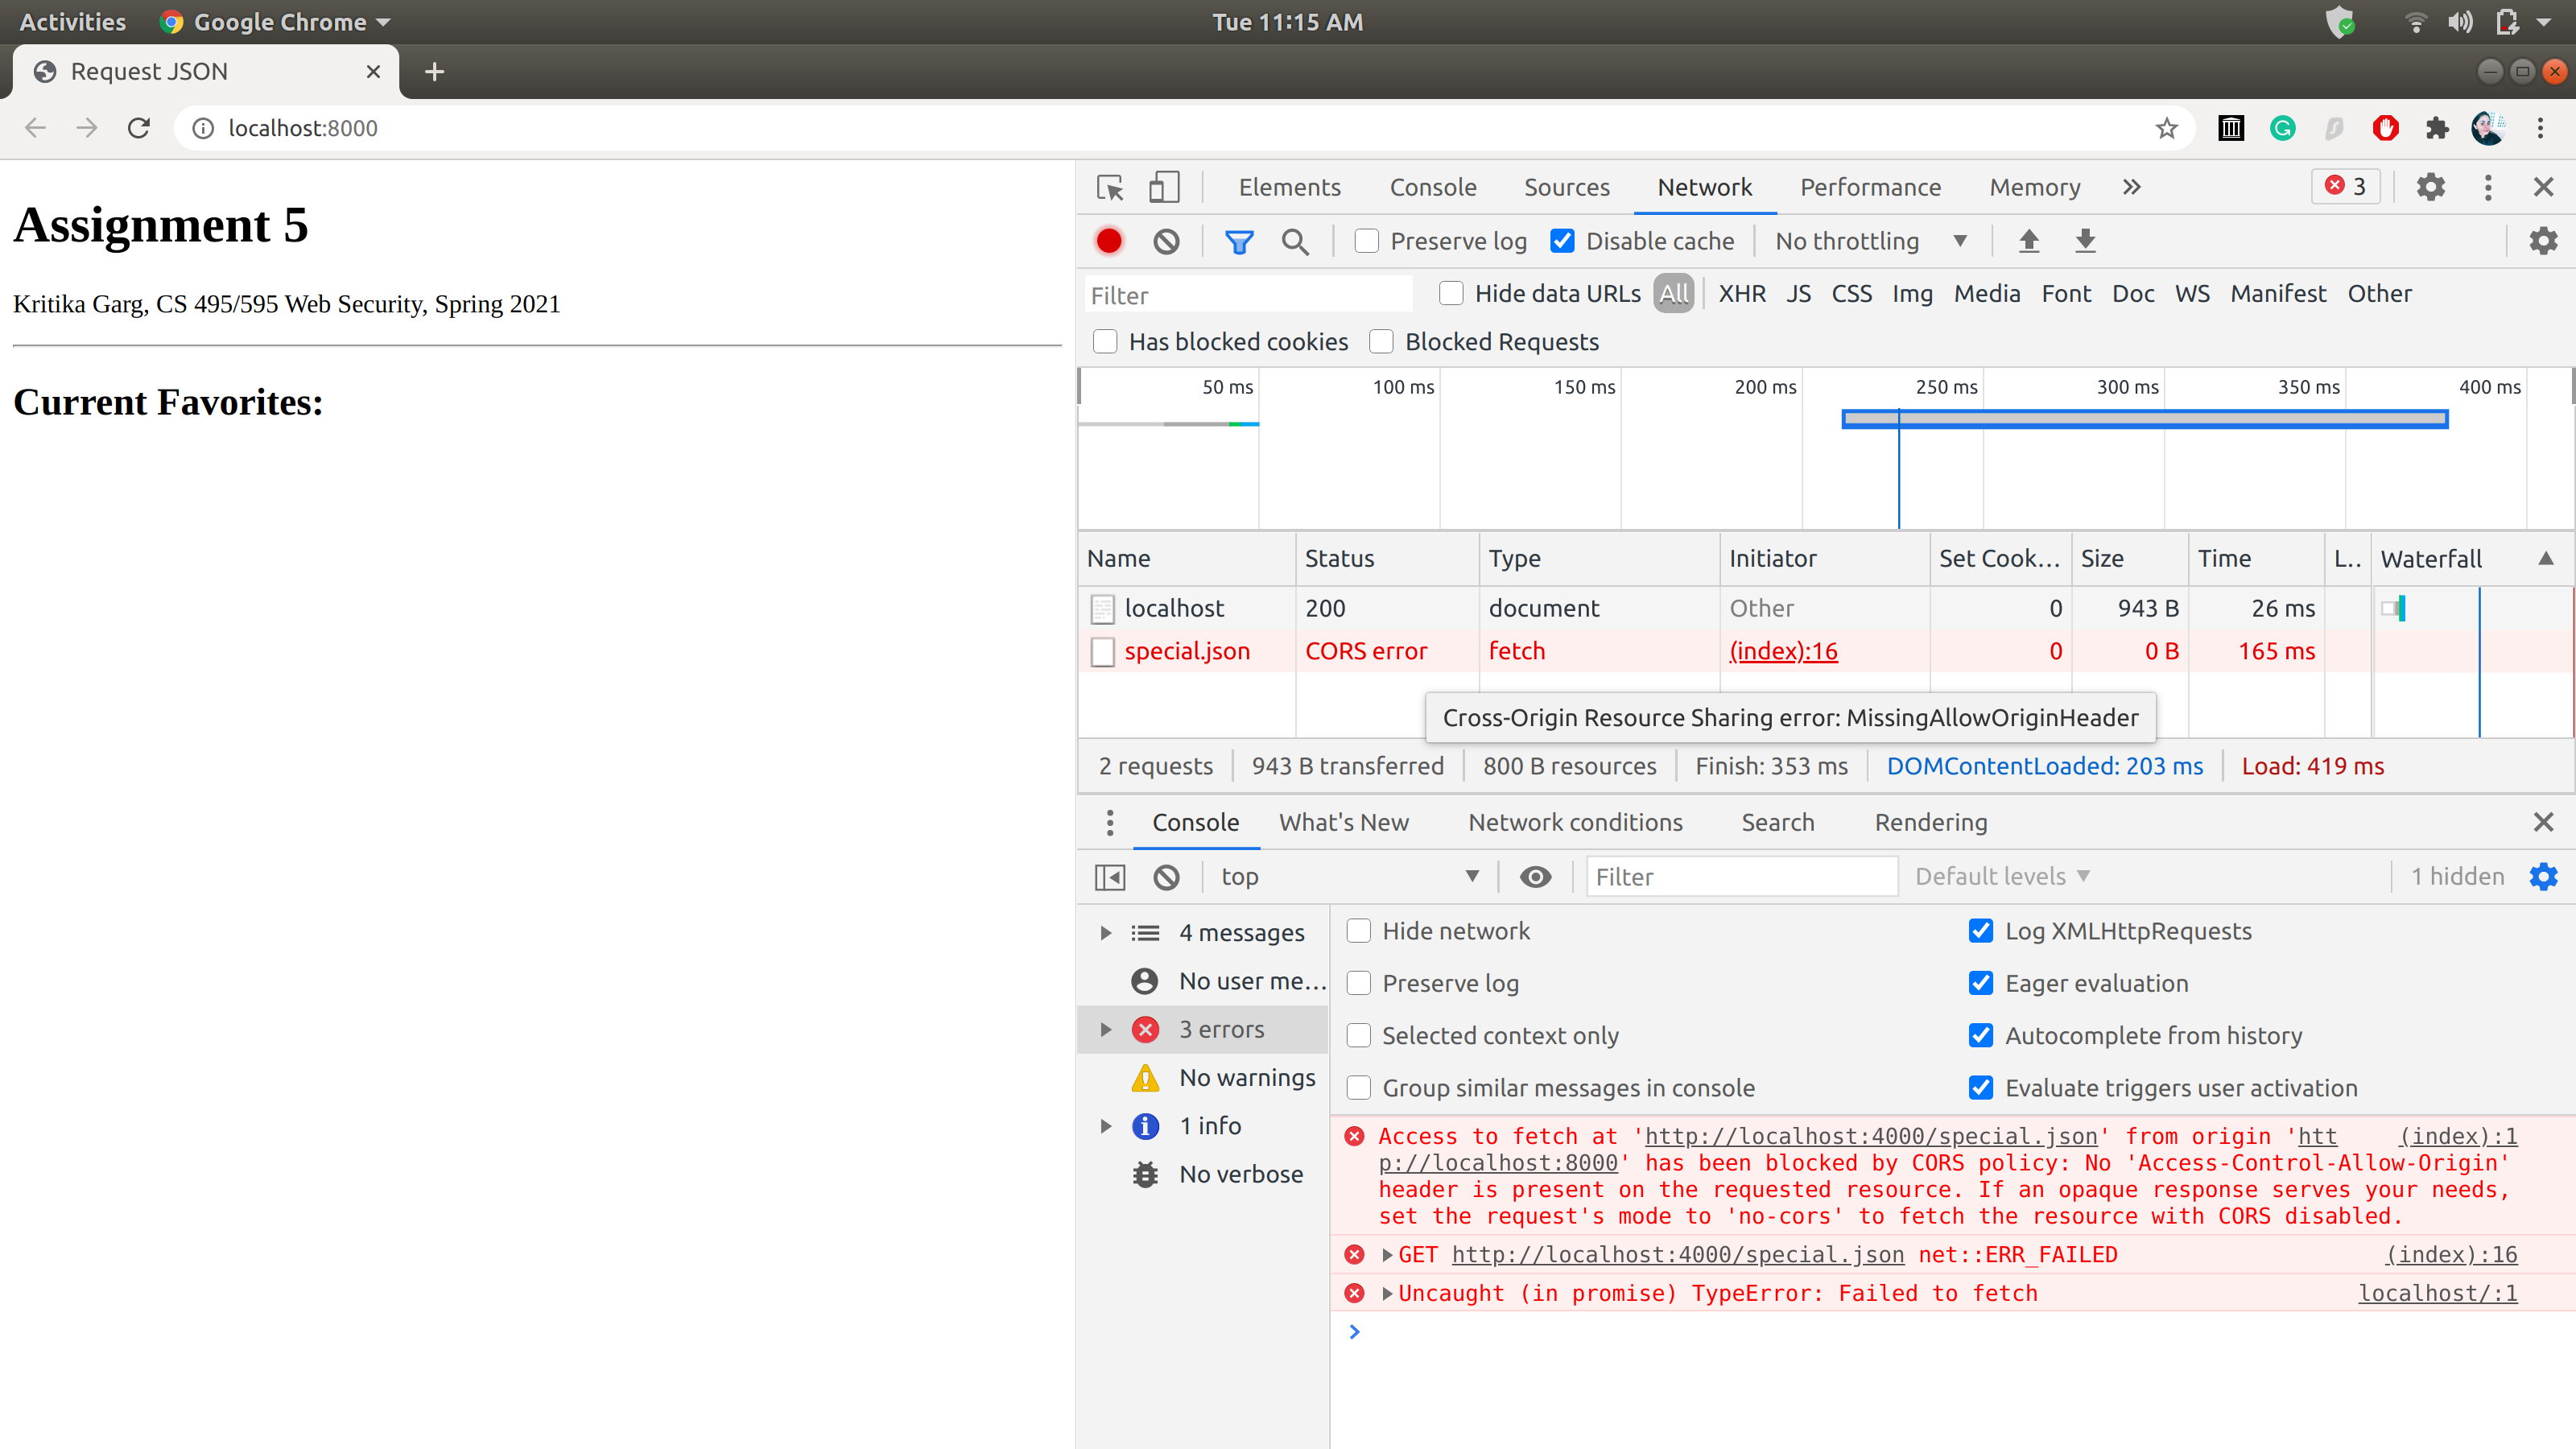 Activities
Google Chrome
Tue 11:15 AM
Request JSON
localhost:8000
Assignment 5
Kritika Garg, CS 495/595 Web Security, Spring 2021
Current Favorites:
Elements Console Sources Network Performance Memory 3
Preserve log Disable cache No throttling
Filter Hide data URLs All XHR JS CSS Img Media Font Doc WS Manifest Other
Has blocked cookies Blocked Requests
50 ms 100 ms 150 ms 200 ms 250 ms 300 ms 350 ms 400 ms
Name Status Type Initiator Set Cook... Size Time L.. Waterfall
localhost 200 document Other 0 943 B 26 ms
special.json CORS error fetch (index):16 0 0 B 165 ms
Cross-Origin Resource Sharing error: MissingAllowOriginHeader
2 requests 943 B transferred 800 B resources Finish: 353 ms DOMContentLoaded: 203 ms Load: 419 ms
Console What's New Network conditions Search Rendering
top Filter Default levels 1 hidden
4 messages
No user me...
3 errors
No warnings
1 info
No verbose
Hide network Log XMLHttpRequests
Preserve log Eager evaluation
Selected context only Autocomplete from history
Group similar messages in console Evaluate triggers user activation
Access to fetch at 'http://localhost:4000/special.json' from origin 'htt (index):1
p://localhost:8000' has been blocked by CORS policy: No 'Access-Control-Allow-Origin'
header is present on the requested resource. If an opaque response serves your needs,
set the request's mode to 'no-cors' to fetch the resource with CORS disabled.
GET http://localhost:4000/special.json net::ERR_FAILED (index):16
Uncaught (in promise) TypeError: Failed to fetch localhost/:1